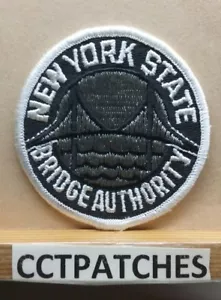 NEW YORK STATE
BRIDGE AUTHORITY
CCTPATCHES